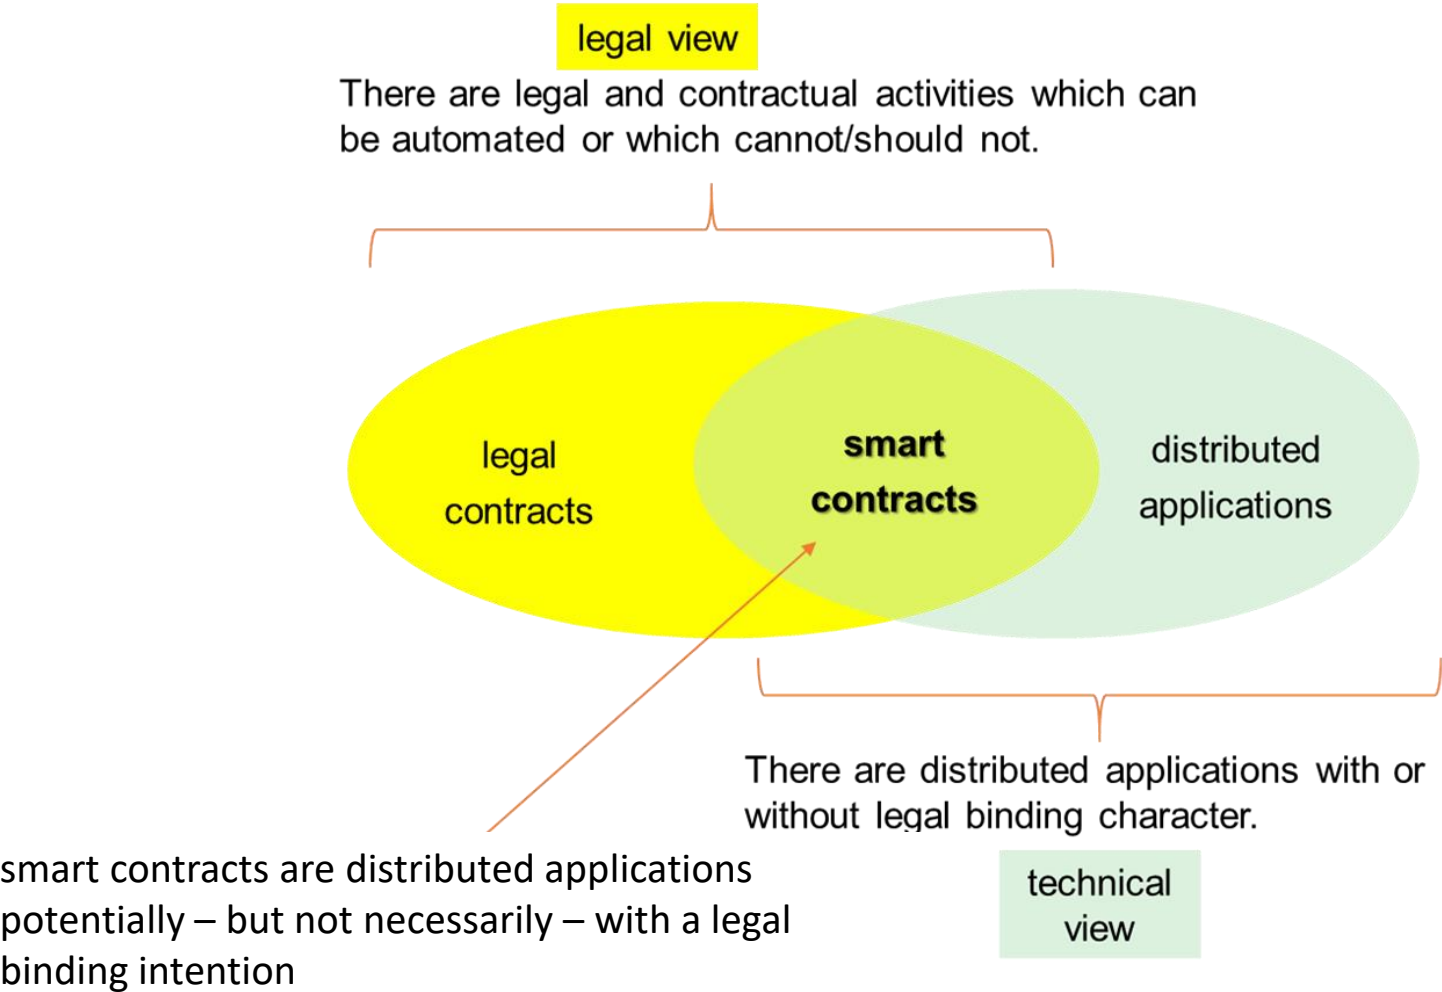 legal view
There are legal and contractual activities which can
be automated or which cannot/should not.
legal
contracts
smart
contracts
distributed
applications
There are distributed applications with or
without legal binding character.
smart contracts are distributed applications
potentially – but not necessarily – with a legal
binding intention
technical
view